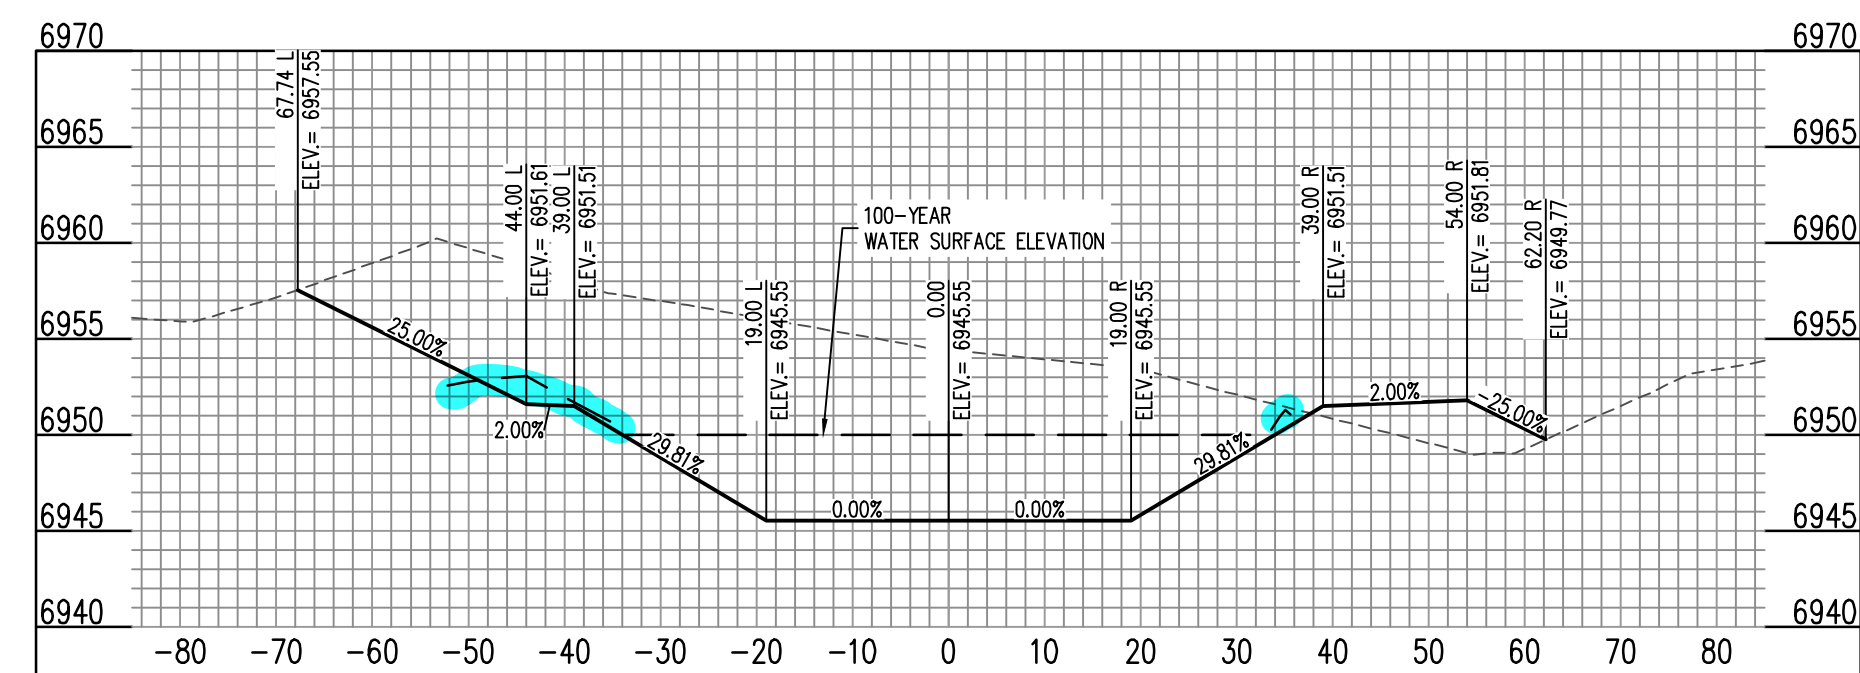 6970
6970
67.74 L
ELEV.= 6957.55
6965
6965
44.00 L
ELEV.= 6951.61
39.00 L
ELEV.= 6951.51
39.00 R
ELEV.= 6951.51
54.00 R
ELEV.= 6951.81
62.20 R
ELEV.= 6949.77
100-YEAR
WATER SURFACE ELEVATION
6960
6960
19.00 L
ELEV.= 6945.55
0.00
ELEV.= 6945.55
19.00 R
ELEV.= 6945.55
6955
6955
25.00%
2.00%
-25.00%
6950
6950
2.00%
29.81%
29.81%
0.00%
0.00%
6945
6945
6940
6940
-80 -70 -60 -50 -40 -30 -20 -10 0 10 20 30 40 50 60 70 80